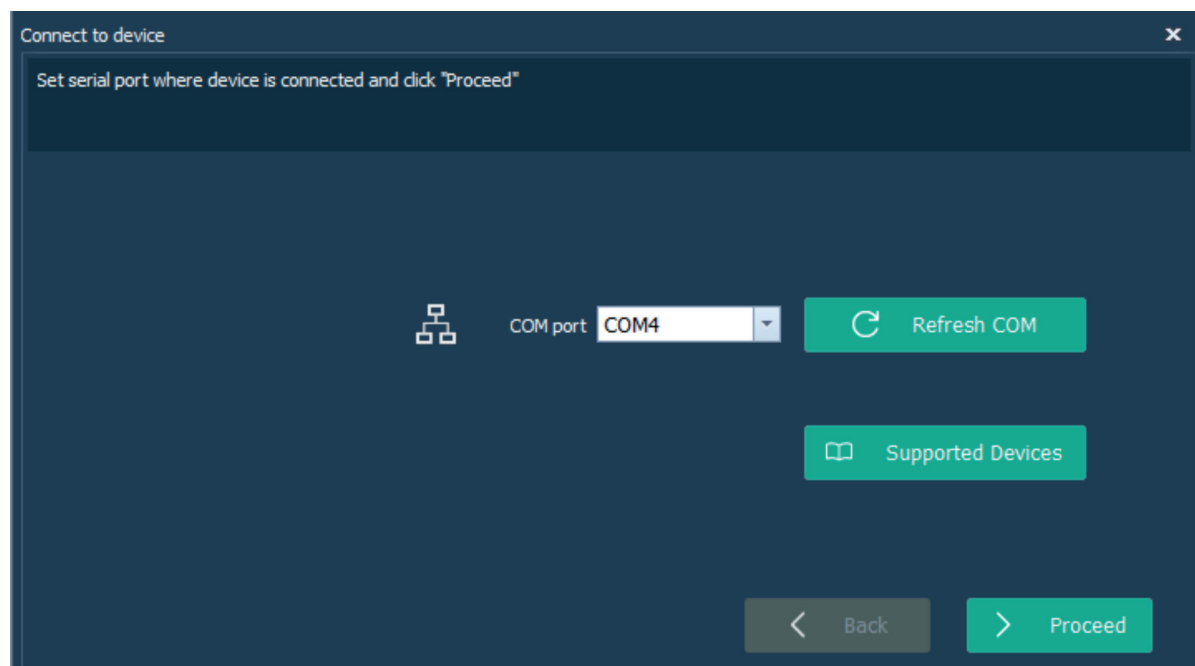 Connect to device
Set serial port where device is connected and click "Proceed"
COM port COM4 Refresh COM
Supported Devices
Back Proceed